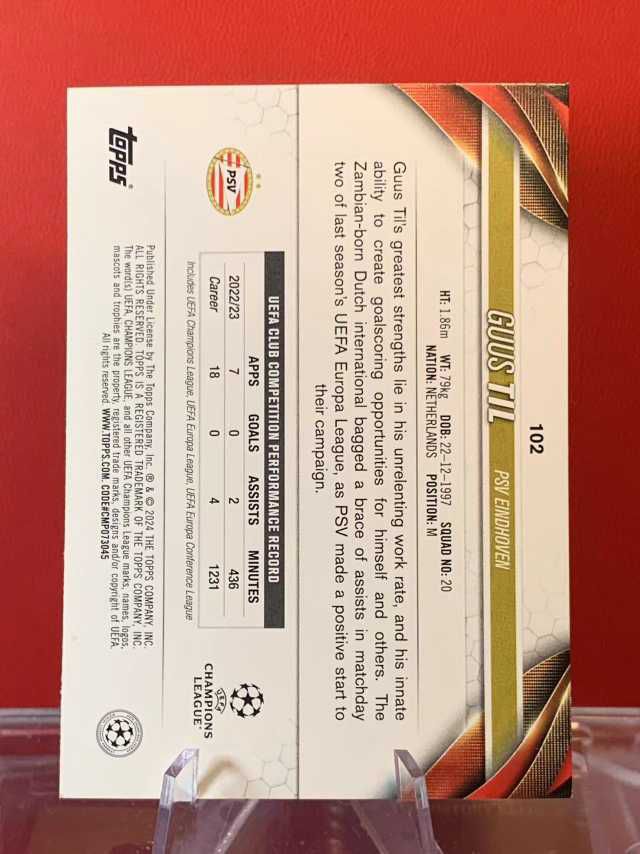 102
GUUS TIL PSV EINDHOVEN
HT: 1.86m WT: 79kg DOB: 22-12-1997 SQUAD NO: 20
NATION: NETHERLANDS POSITION: M
Guus Til's greatest strengths lie in his unrelenting work rate, and his innate
ability to create goalscoring opportunities for himself and others. The
Zambian-born Dutch international bagged a brace of assists in matchday
two of last season's UEFA Europa League, as PSV made a positive start to
their campaign.
PSV
UEFA CLUB COMPETITION PERFORMANCE RECORD
APPS GOALS ASSISTS MINUTES
2022/23 7 0 2 436
Career 18 0 4 1231
Includes UEFA Champions League, UEFA Europa League, UEFA Europa Conference League
UEFA
CHAMPIONS
LEAGUE®
topps®
Published Under License by The Topps Company, Inc. ® & © 2024 THE TOPPS COMPANY, INC.
ALL RIGHTS RESERVED. TOPPS IS A REGISTERED TRADEMARK OF THE TOPPS COMPANY, INC.
The word(s) UEFA, CHAMPIONS LEAGUE, and all other UEFA Champions League marks, names, logos,
mascots and trophies are the property, registered trade marks, designs and/or copyright of UEFA.
All rights reserved. WWW.TOPPS.COM. CODE#CMP073045